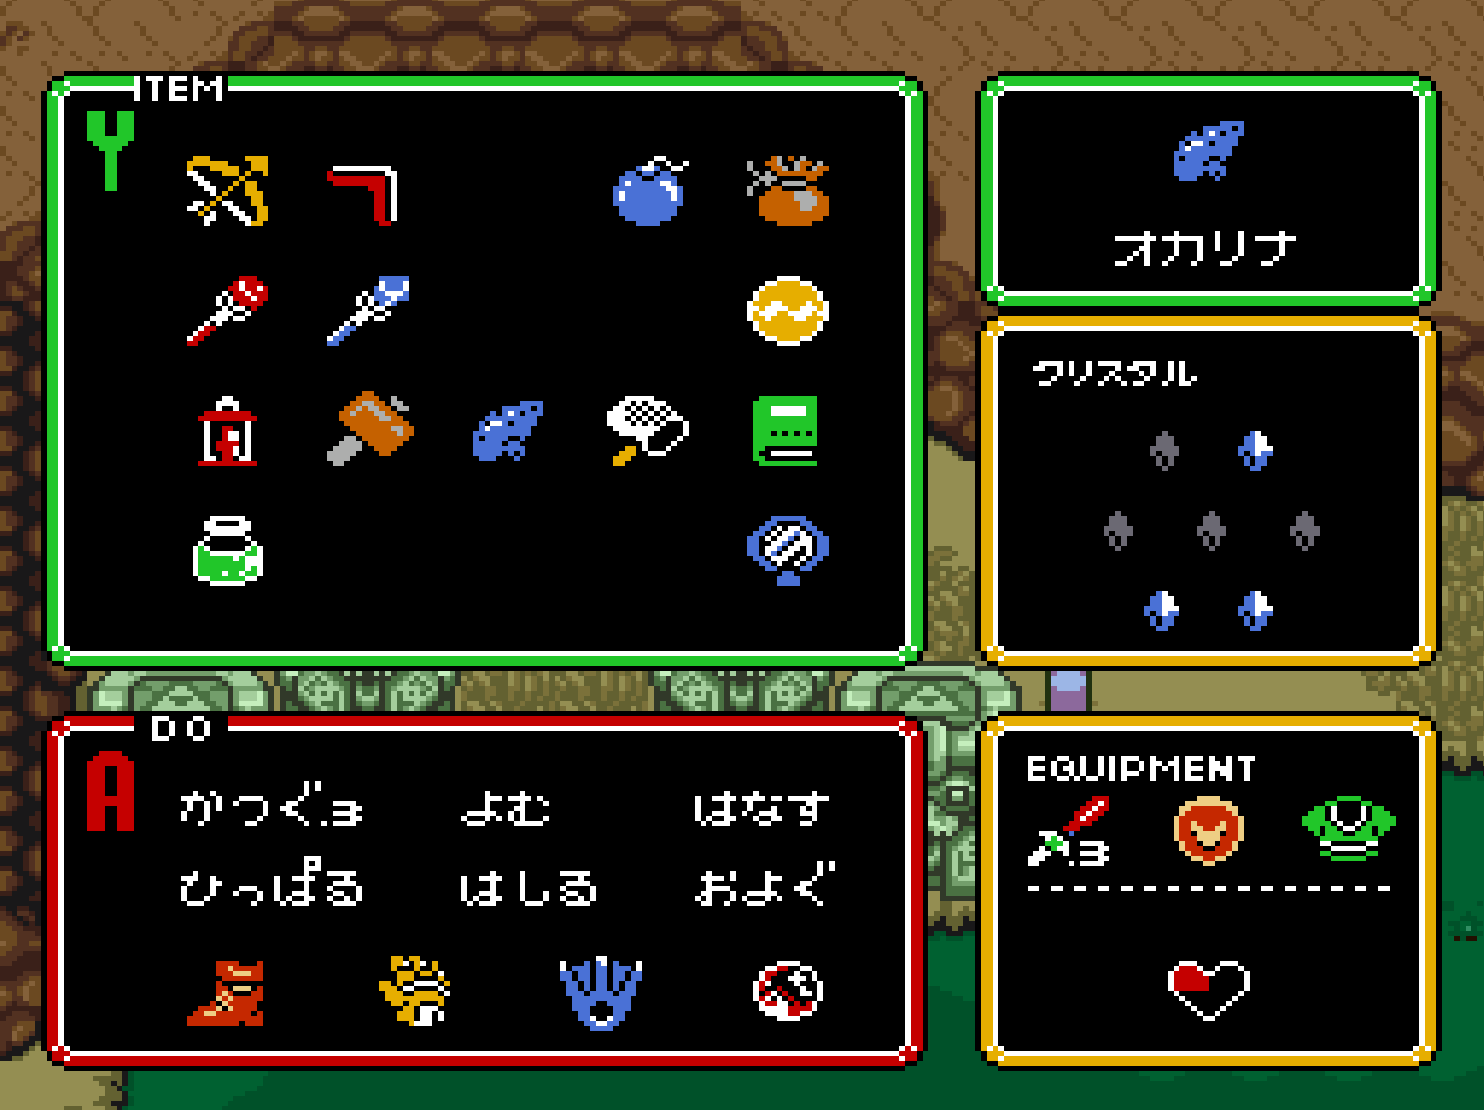 ITEM
Y
オカリナ
クリスタル
DO
A
かつぐ.3 よむ はなす
ひっぱる はしる およぐ
EQUIPMENT
.3